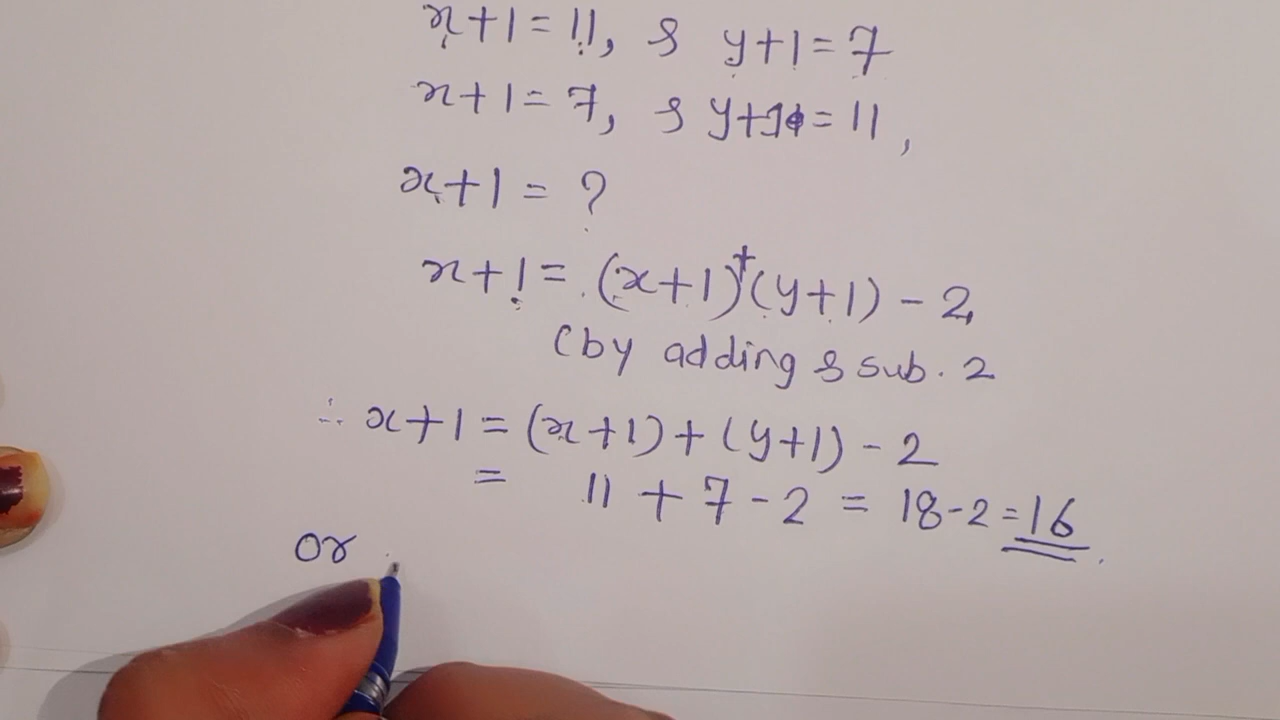 x+1 = 11, & y+1 = 7
x+1 = 7, & y+1 = 11,
x+1 = ?
x+1 = (x+1)+(y+1) - 2
(by adding & sub. 2
∴ x+1 = (x+1) + (y+1) - 2
= 11 + 7 - 2 = 18-2 = 16
or